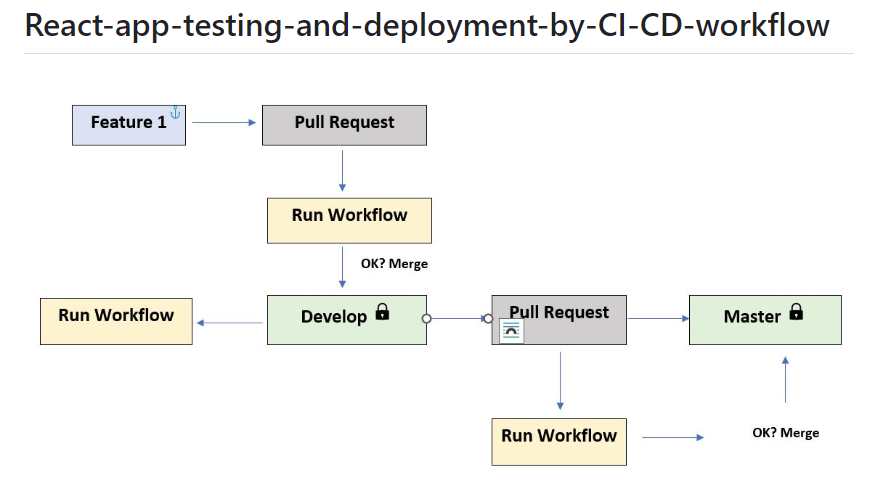 React-app-testing-and-deployment-by-CI-CD-workflow
Feature 1
Pull Request
Run Workflow
OK? Merge
Run Workflow
Develop
Pull Request
Master
Run Workflow
OK? Merge